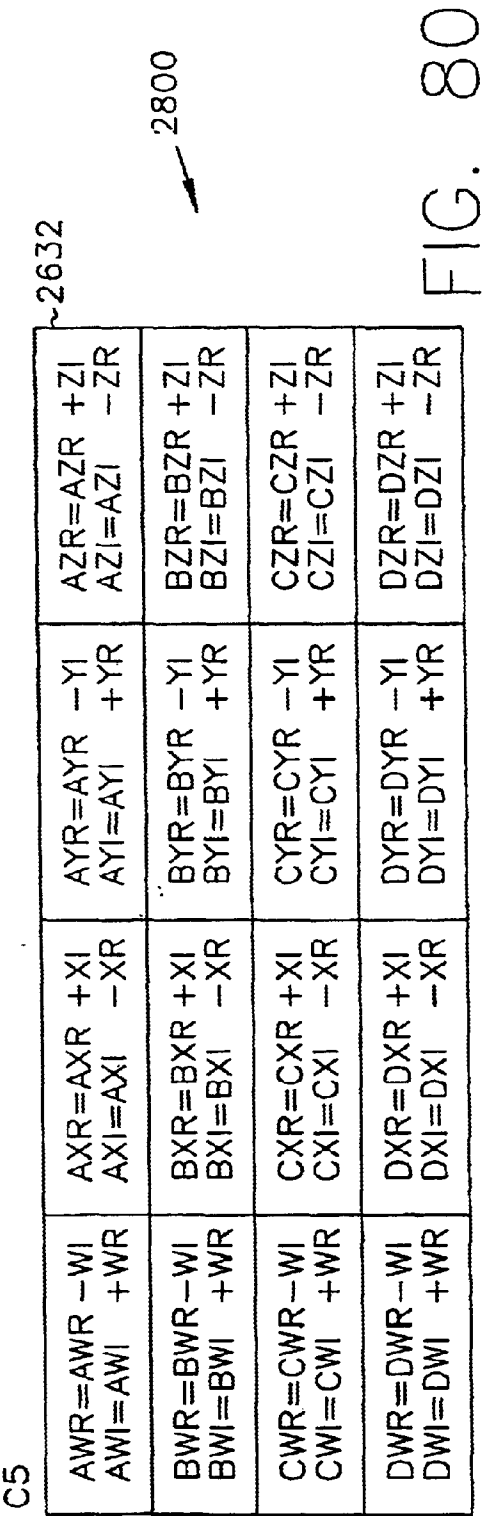 C5
AWR=AWR −WI
AWI=AWI +WR
AXR=AXR +XI
AXI=AXI −XR
AYR=AYR −YI
AYI=AYI +YR
AZR=AZR +ZI
AZI=AZI −ZR
~2632
BWR=BWR−WI
BWI=BWI +WR
BXR=BXR +XI
BXI=BXI −XR
BYR=BYR −YI
BYI=BYI +YR
BZR=BZR +ZI
BZI=BZI −ZR
CWR=CWR−WI
CWI=CWI +WR
CXR=CXR +XI
CXI=CXI −XR
CYR=CYR −YI
CYI=CYI +YR
CZR=CZR +ZI
CZI=CZI −ZR
DWR=DWR−WI
DWI=DWI +WR
DXR=DXR +XI
DXI=DXI −XR
DYR=DYR −YI
DYI=DYI +YR
DZR=DZR +ZI
DZI=DZI −ZR
2800
FIG. 80